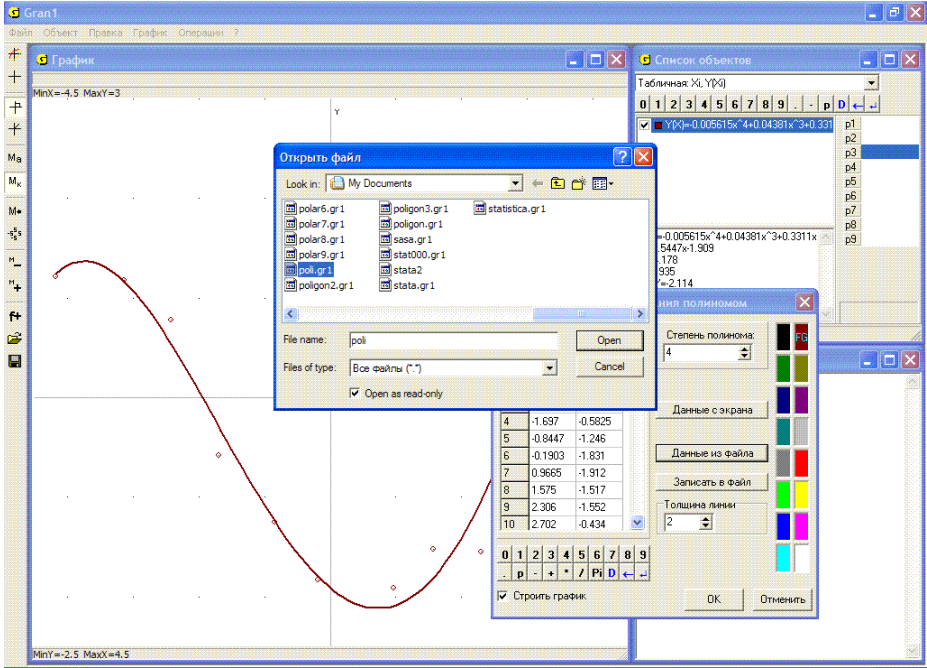 Gran1
Файл Объект Правка График Операции ?
График
MinX=-4.5 MaxY=3
Y
MinY=-2.5 MaxX=4.5
Ma
Mк
M•
f+
Список объектов
Табличная: Xi, Y(Xi)
0 1 2 3 4 5 6 7 8 9 . - p D ← ↵
Y(X)=-0.005615x^4+0.04381x^3+0.331
p1
p2
p3
p4
p5
p6
p7
p8
p9
=-0.005615x^4+0.04381x^3+0.3311x
.5447x-1.909
.178
935
=-2.114
Открыть файл
Look in: My Documents
polar6.gr1 poligon3.gr1 statistica.gr1
polar7.gr1 poligon.gr1
polar8.gr1 sasa.gr1
polar9.gr1 stat000.gr1
poli.gr1 stata2
poligon2.gr1 stata.gr1
File name: poli Open
Files of type: Все файлы (*.*) Cancel
Open as read-only
ния полиномом
Степень полинома:
4
FG
Данные с экрана
Данные из файла
Записать в файл
Толщина линии
2
4 -1.697 -0.5825
5 -0.8447 -1.246
6 -0.1903 -1.831
7 0.9665 -1.912
8 1.575 -1.517
9 2.306 -1.552
10 2.702 -0.434
0 1 2 3 4 5 6 7 8 9
. p - + * / Pi D ← ↵
Строить график
OK Отменить